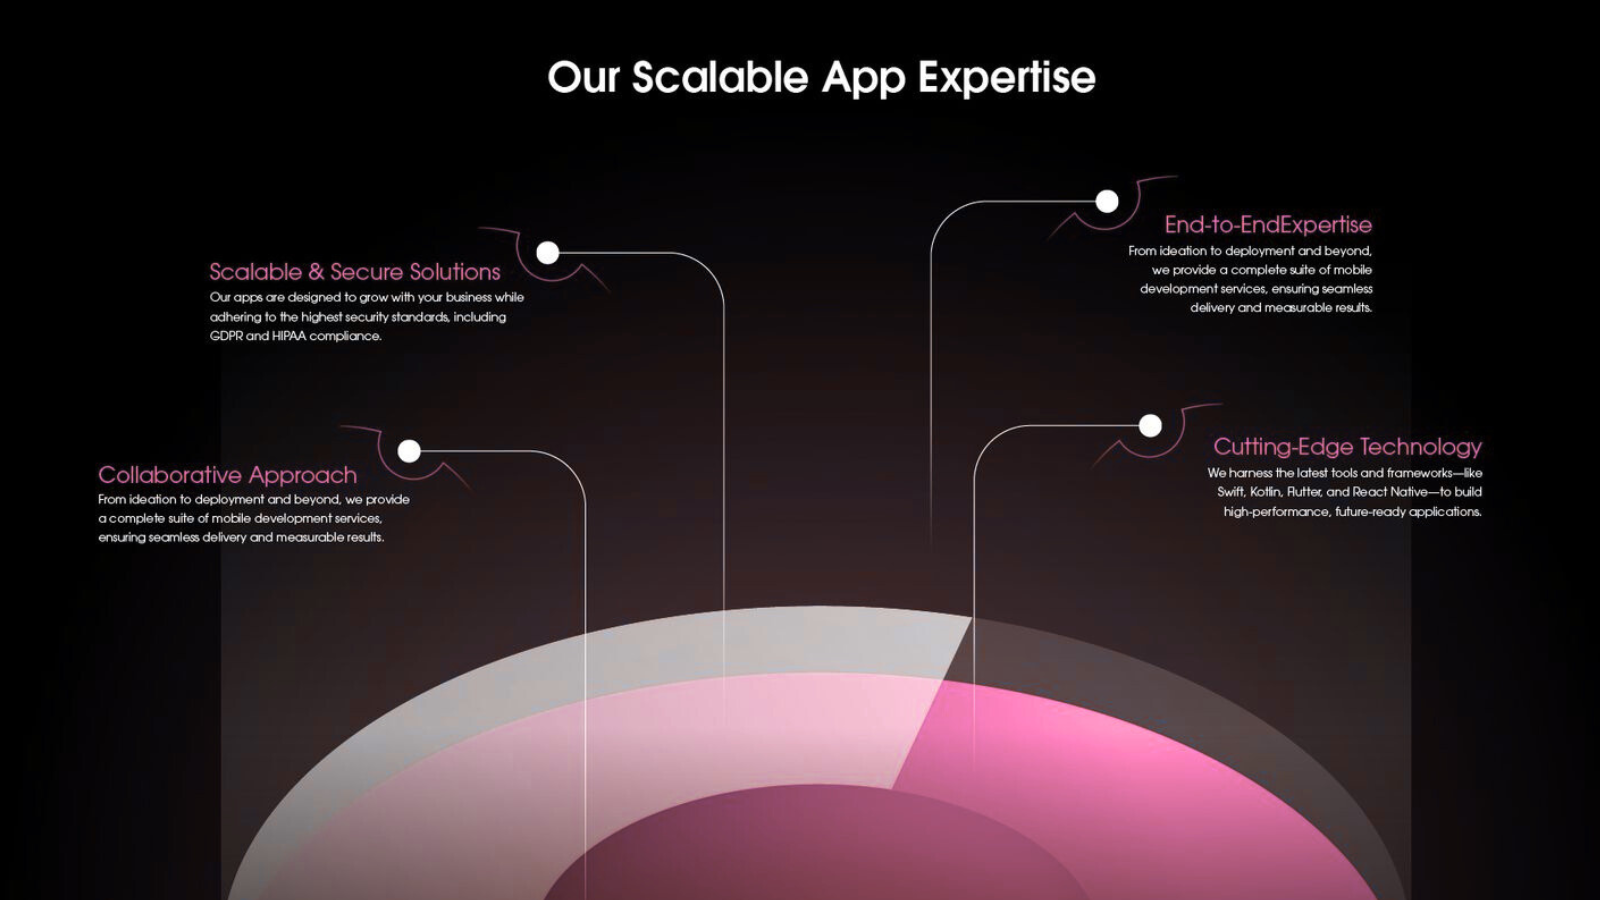 Our Scalable App Expertise
Scalable & Secure Solutions
Our apps are designed to grow with your business while
adhering to the highest security standards, including
GDPR and HIPAA compliance.
End-to-EndExpertise
From ideation to deployment and beyond,
we provide a complete suite of mobile
development services, ensuring seamless
delivery and measurable results.
Collaborative Approach
From ideation to deployment and beyond, we provide
a complete suite of mobile development services,
ensuring seamless delivery and measurable results.
Cutting-Edge Technology
We harness the latest tools and frameworks—like
Swift, Kotlin, Flutter, and React Native—to build
high-performance, future-ready applications.